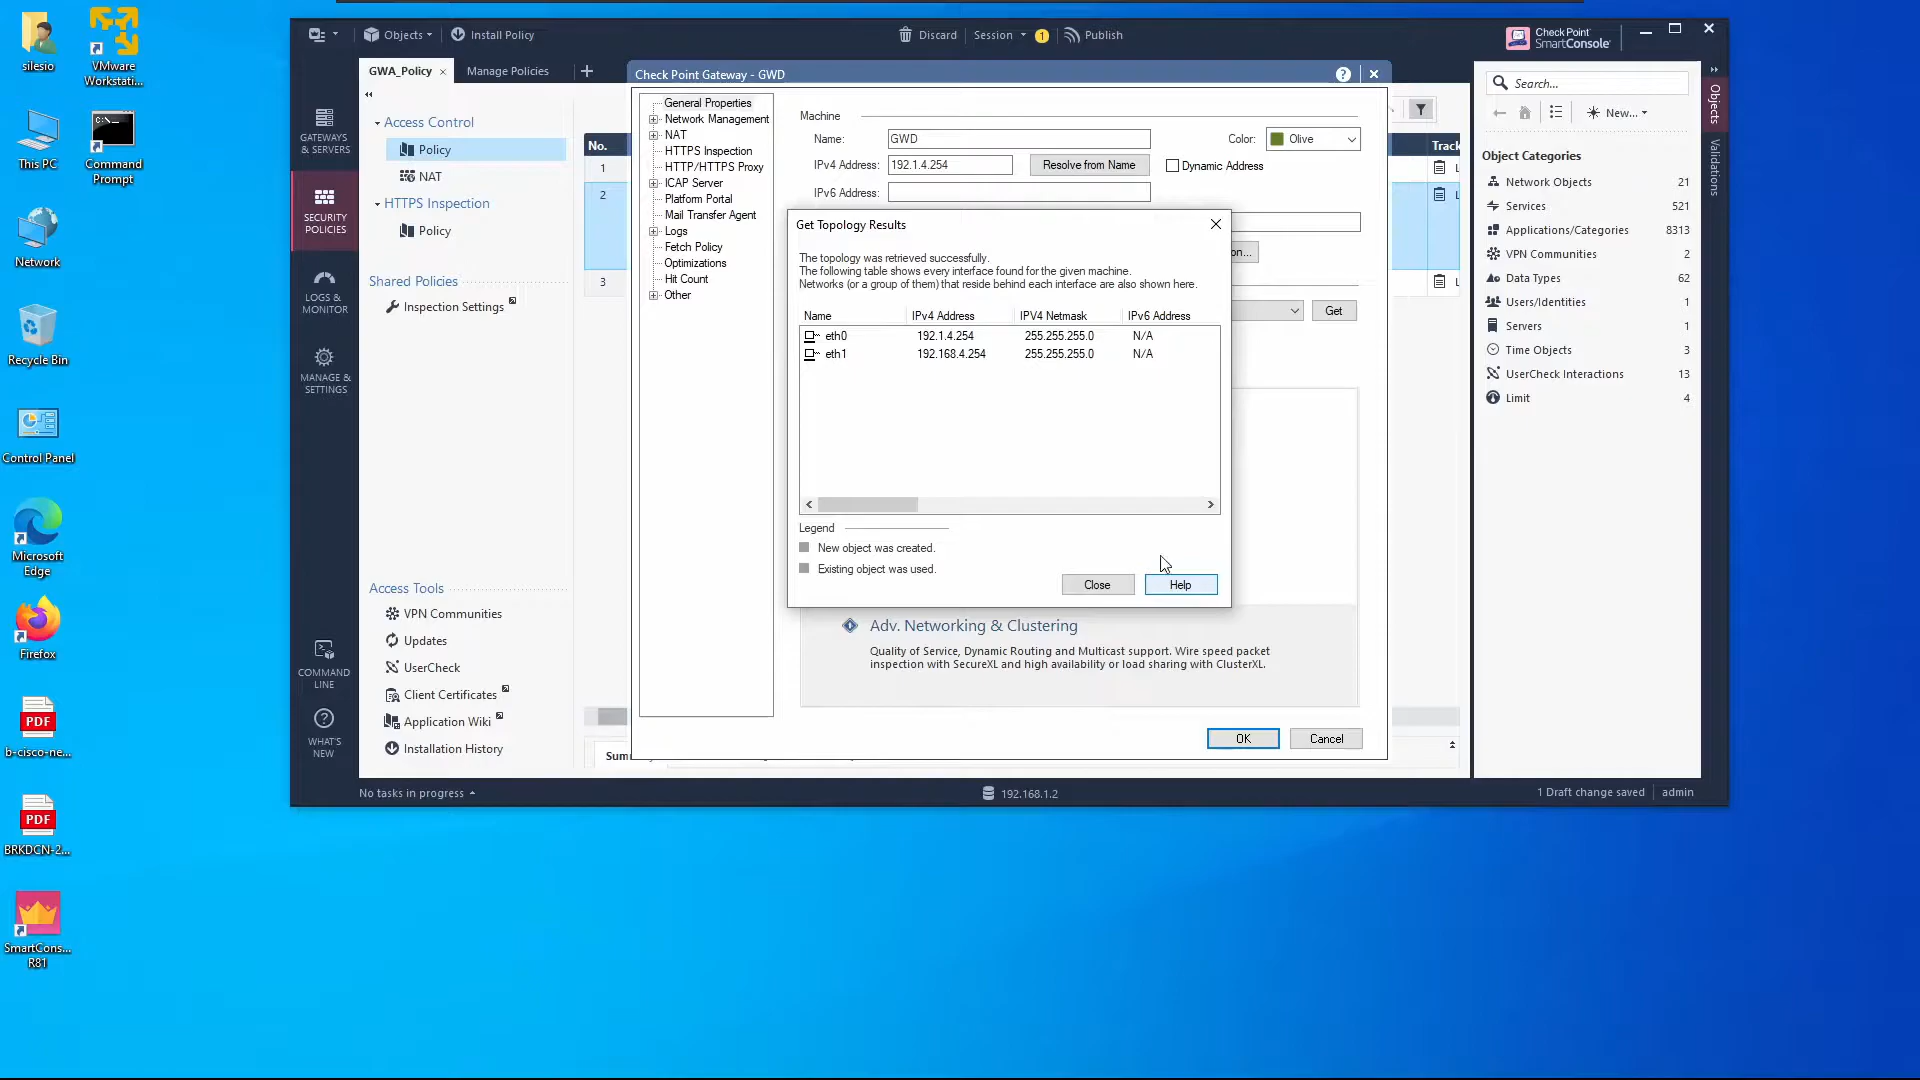 silesio
VMware
Workstati...
This PC
Command
Prompt
Network
Recycle Bin
Control Panel
Microsoft
Edge
Firefox
PDF
b-cisco-ne...
PDF
BRKDCN-2...
SmartCons...
R81
Objects
Install Policy
Discard
Session
1
Publish
Check Point
SmartConsole
GWA_Policy
Manage Policies
GATEWAYS
& SERVERS
SECURITY
POLICIES
LOGS &
MONITOR
MANAGE &
SETTINGS
COMMAND
LINE
WHAT'S
NEW
Access Control
Policy
NAT
HTTPS Inspection
Policy
Shared Policies
Inspection Settings
Access Tools
VPN Communities
Updates
UserCheck
Client Certificates
Application Wiki
Installation History
No.
1
2
3
Track
L
L
L
Check Point Gateway - GWD
General Properties
Network Management
NAT
HTTPS Inspection
HTTP/HTTPS Proxy
ICAP Server
Platform Portal
Mail Transfer Agent
Logs
Fetch Policy
Optimizations
Hit Count
Other
Machine
Name:
GWD
Color:
Olive
IPv4 Address:
192.1.4.254
Resolve from Name
Dynamic Address
IPv6 Address:
on...
Get
Get Topology Results
The topology was retrieved successfully.
The following table shows every interface found for the given machine.
Networks (or a group of them) that reside behind each interface are also shown here.
Name IPv4 Address IPV4 Netmask IPv6 Address
eth0 192.1.4.254 255.255.255.0 N/A
eth1 192.168.4.254 255.255.255.0 N/A
Legend
New object was created.
Existing object was used.
Close
Help
Adv. Networking & Clustering
Quality of Service, Dynamic Routing and Multicast support. Wire speed packet
inspection with SecureXL and high availability or load sharing with ClusterXL.
OK
Cancel
Search...
New...
Object Categories
Network Objects 21
Services 521
Applications/Categories 8313
VPN Communities 2
Data Types 62
Users/Identities 1
Servers 1
Time Objects 3
UserCheck Interactions 13
Limit 4
Objects
Validations
No tasks in progress
192.168.1.2
1 Draft change saved
admin